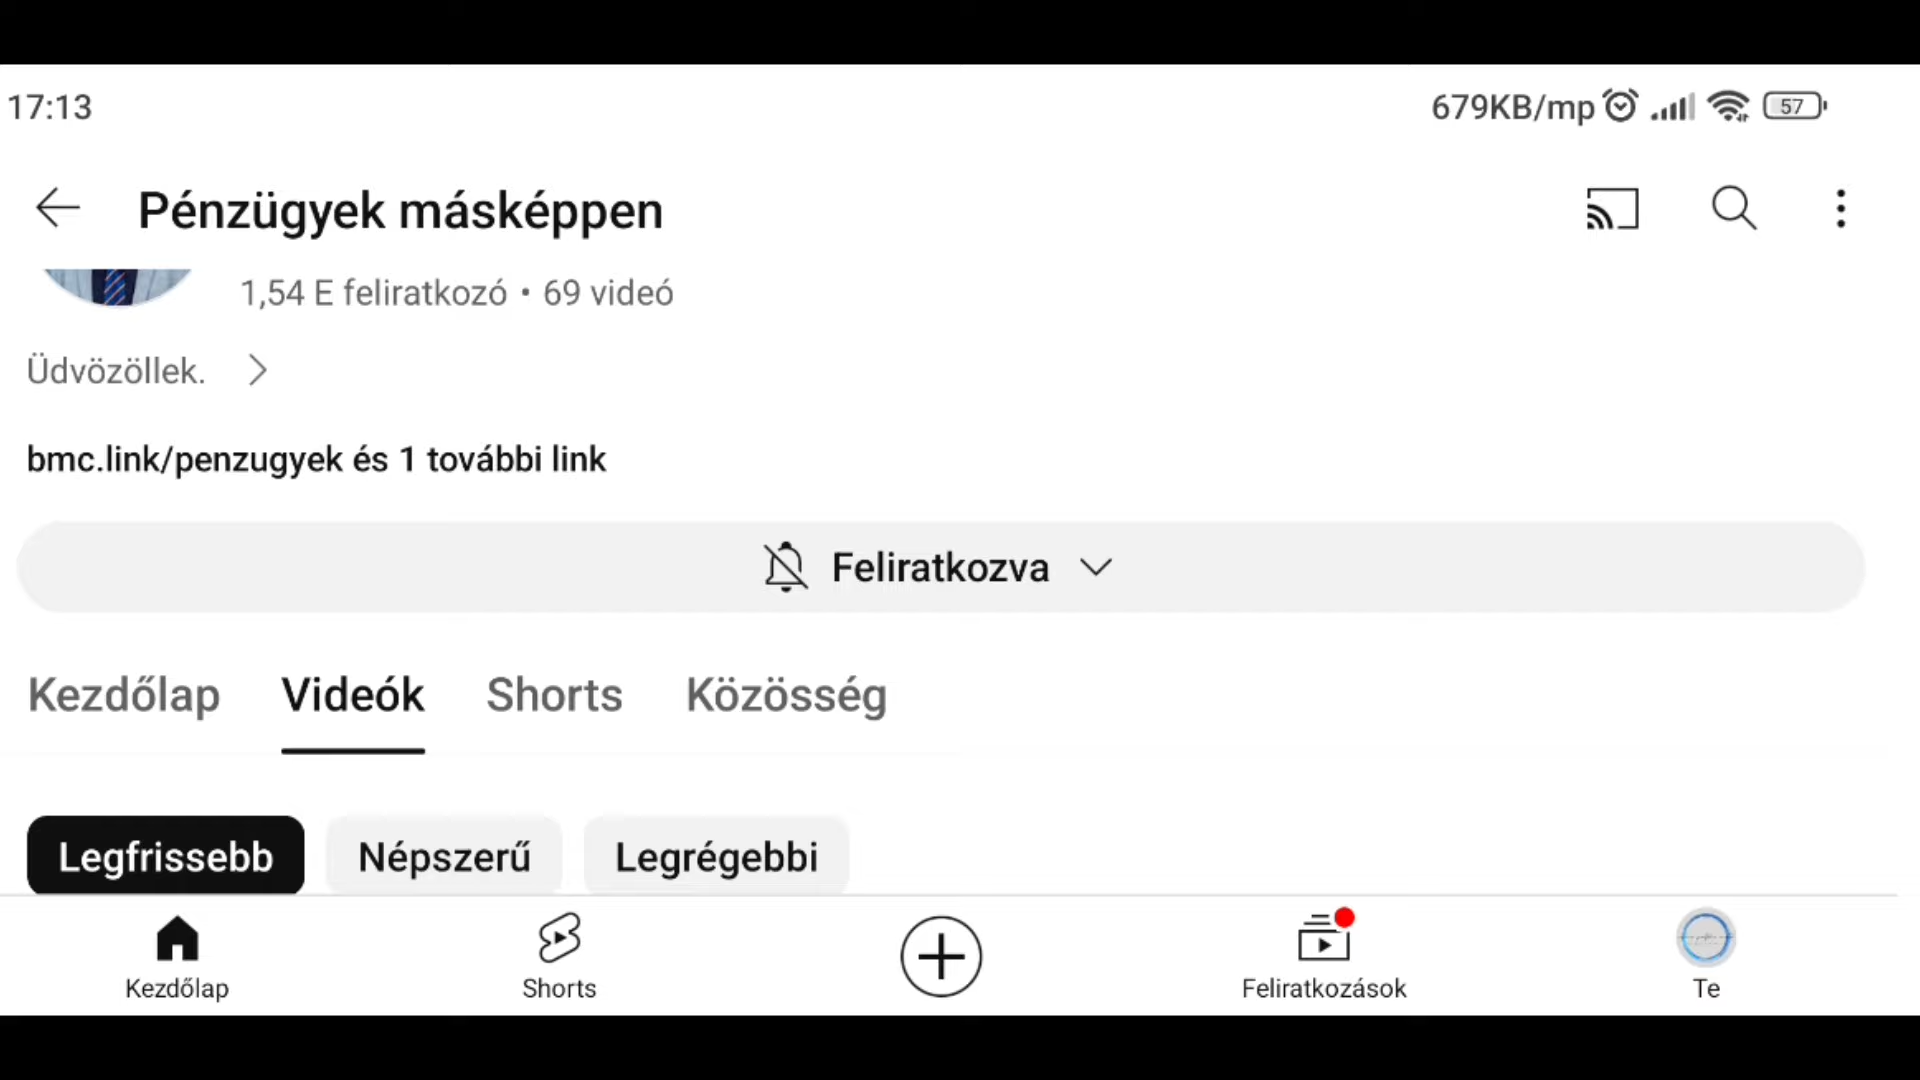 17:13
679KB/mp
57
Pénzügyek másképpen
1,54 E feliratkozó • 69 videó
Üdvözöllek.
bmc.link/penzugyek és 1 további link
Feliratkozva
Kezdőlap
Videók
Shorts
Közösség
Legfrissebb
Népszerű
Legrégebbi
Kezdőlap
Shorts
Feliratkozások
Te